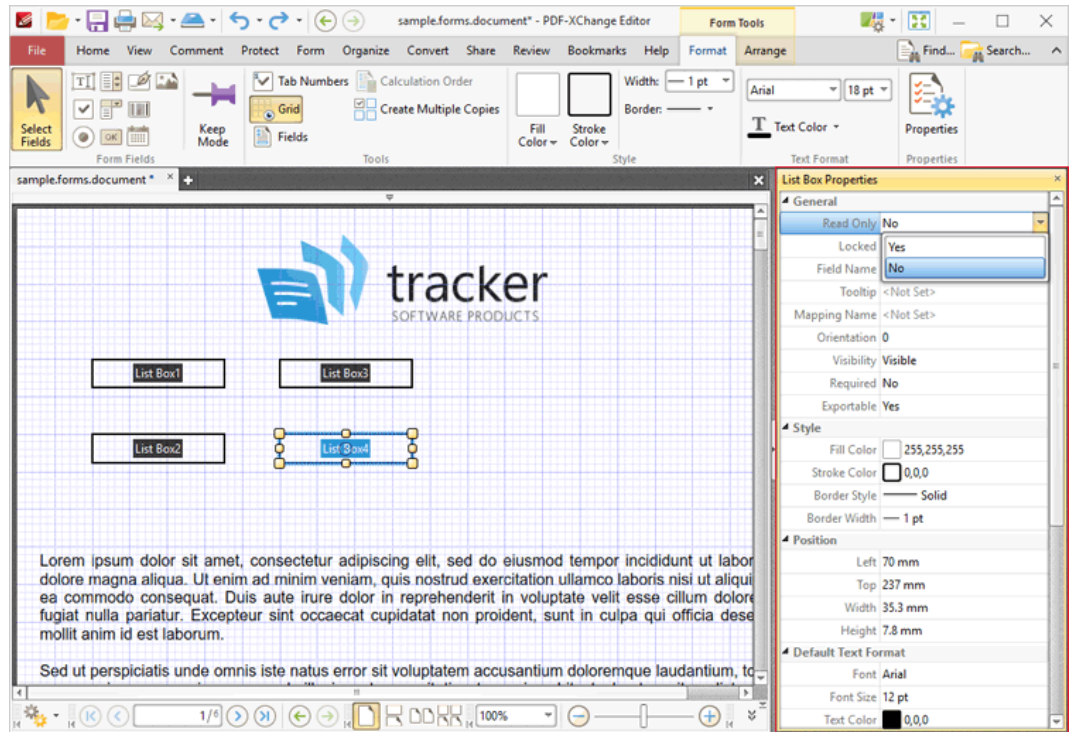 sample.forms.document* - PDF-XChange Editor
Form Tools
File Home View Comment Protect Form Organize Convert Share Review Bookmarks Help Format Arrange Find... Search...
Select Fields
OK
Keep Mode
Form Fields
Tab Numbers
Grid
Fields
Calculation Order
Create Multiple Copies
Tools
Fill Color
Stroke Color
Width: 1 pt
Border:
Style
Arial 18 pt
T Text Color
Text Format
Properties
Properties
sample.forms.document *
tracker
SOFTWARE PRODUCTS
List Box1
List Box3
List Box2
List Box4
Lorem ipsum dolor sit amet, consectetur adipiscing elit, sed do eiusmod tempor incididunt ut labor
dolore magna aliqua. Ut enim ad minim veniam, quis nostrud exercitation ullamco laboris nisi ut aliqui
ea commodo consequat. Duis aute irure dolor in reprehenderit in voluptate velit esse cillum dolore
fugiat nulla pariatur. Excepteur sint occaecat cupidatat non proident, sunt in culpa qui officia dese
mollit anim id est laborum.
Sed ut perspiciatis unde omnis iste natus error sit voluptatem accusantium doloremque laudantium, to
1/6
100%
List Box Properties
General
Read Only No
Locked Yes
Field Name No
Tooltip <Not Set>
Mapping Name <Not Set>
Orientation 0
Visibility Visible
Required No
Exportable Yes
Style
Fill Color 255,255,255
Stroke Color 0,0,0
Border Style Solid
Border Width 1 pt
Position
Left 70 mm
Top 237 mm
Width 35.3 mm
Height 7.8 mm
Default Text Format
Font Arial
Font Size 12 pt
Text Color 0,0,0